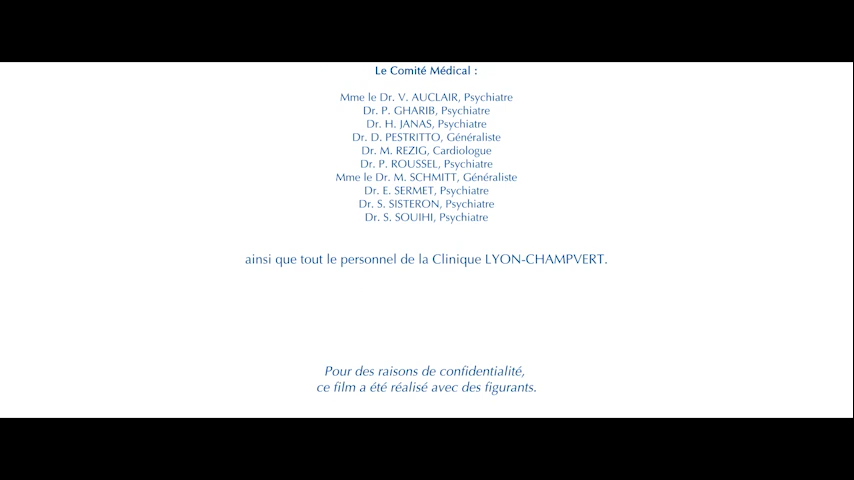 Le Comité Médical :
Mme le Dr. V. AUCLAIR, Psychiatre
Dr. P. GHARIB, Psychiatre
Dr. H. JANAS, Psychiatre
Dr. D. PESTRITTO, Généraliste
Dr. M. REZIG, Cardiologue
Dr. P. ROUSSEL, Psychiatre
Mme le Dr. M. SCHMITT, Généraliste
Dr. E. SERMET, Psychiatre
Dr. S. SISTERON, Psychiatre
Dr. S. SOUIHI, Psychiatre
ainsi que tout le personnel de la Clinique LYON-CHAMPVERT.
Pour des raisons de confidentialité,
ce film a été réalisé avec des figurants.